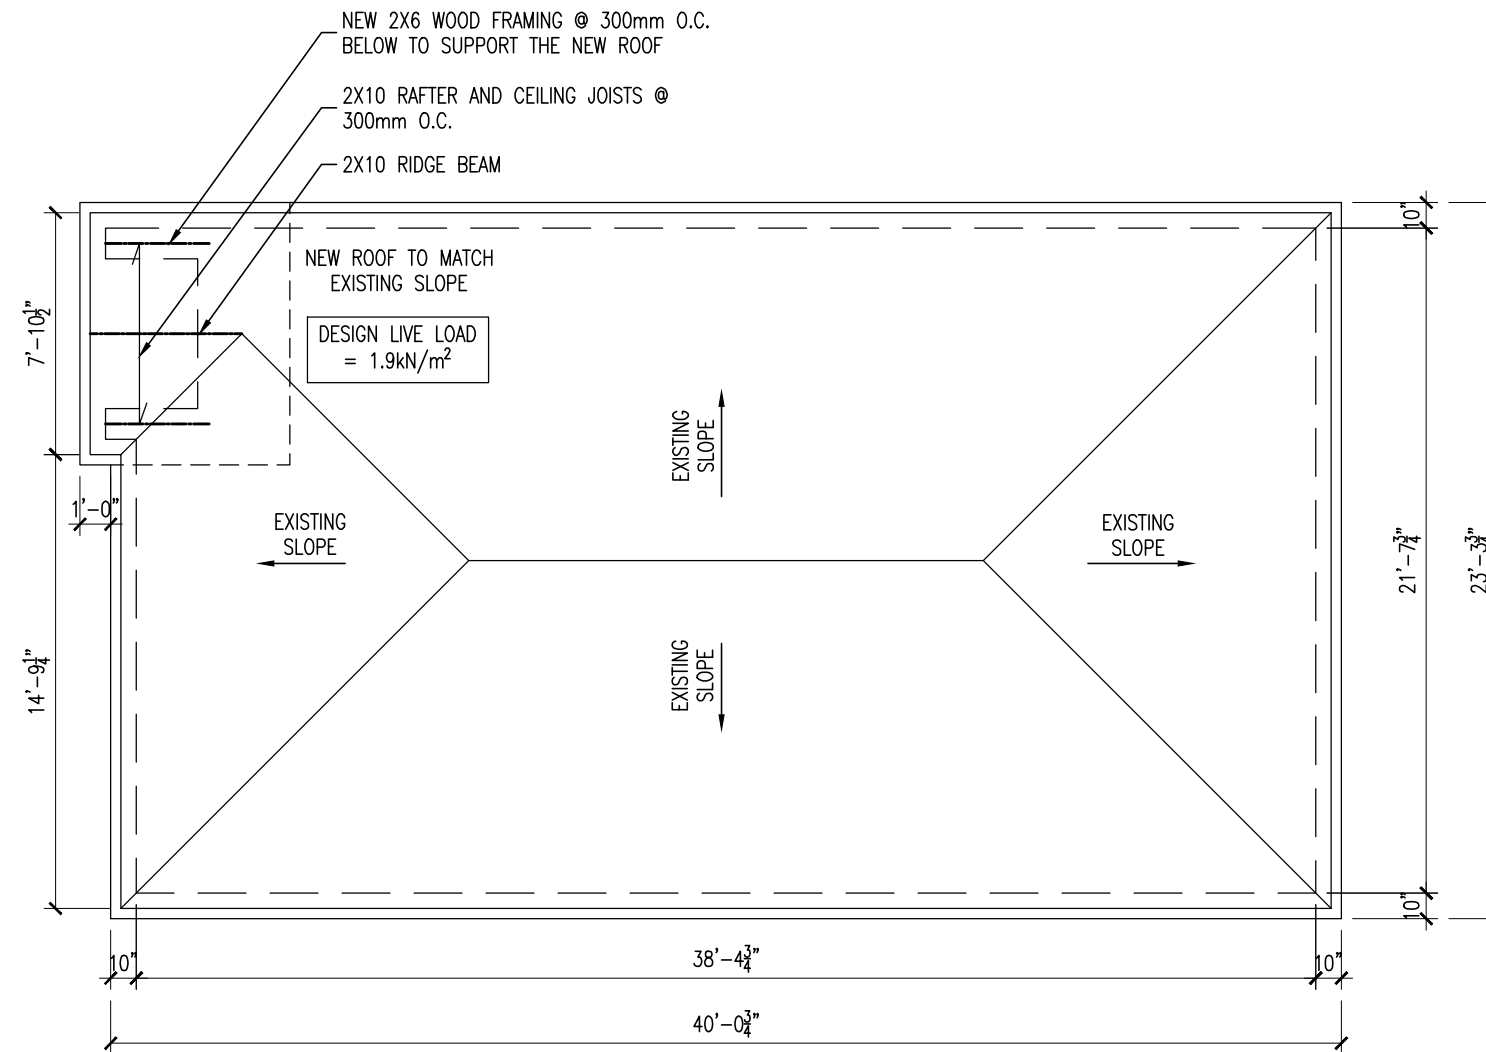 NEW 2X6 WOOD FRAMING @ 300mm O.C.
BELOW TO SUPPORT THE NEW ROOF
2X10 RAFTER AND CEILING JOISTS @
300mm O.C.
2X10 RIDGE BEAM
10"
NEW ROOF TO MATCH
EXISTING SLOPE
DESIGN LIVE LOAD
= 1.9kN/m²
7'-10½"
EXISTING
SLOPE
1'-0"
EXISTING
SLOPE
EXISTING
SLOPE
21'-7¾"
23'-3¾"
14'-9¼"
EXISTING
SLOPE
10"
10"
38'-4¾"
10"
40'-0¾"